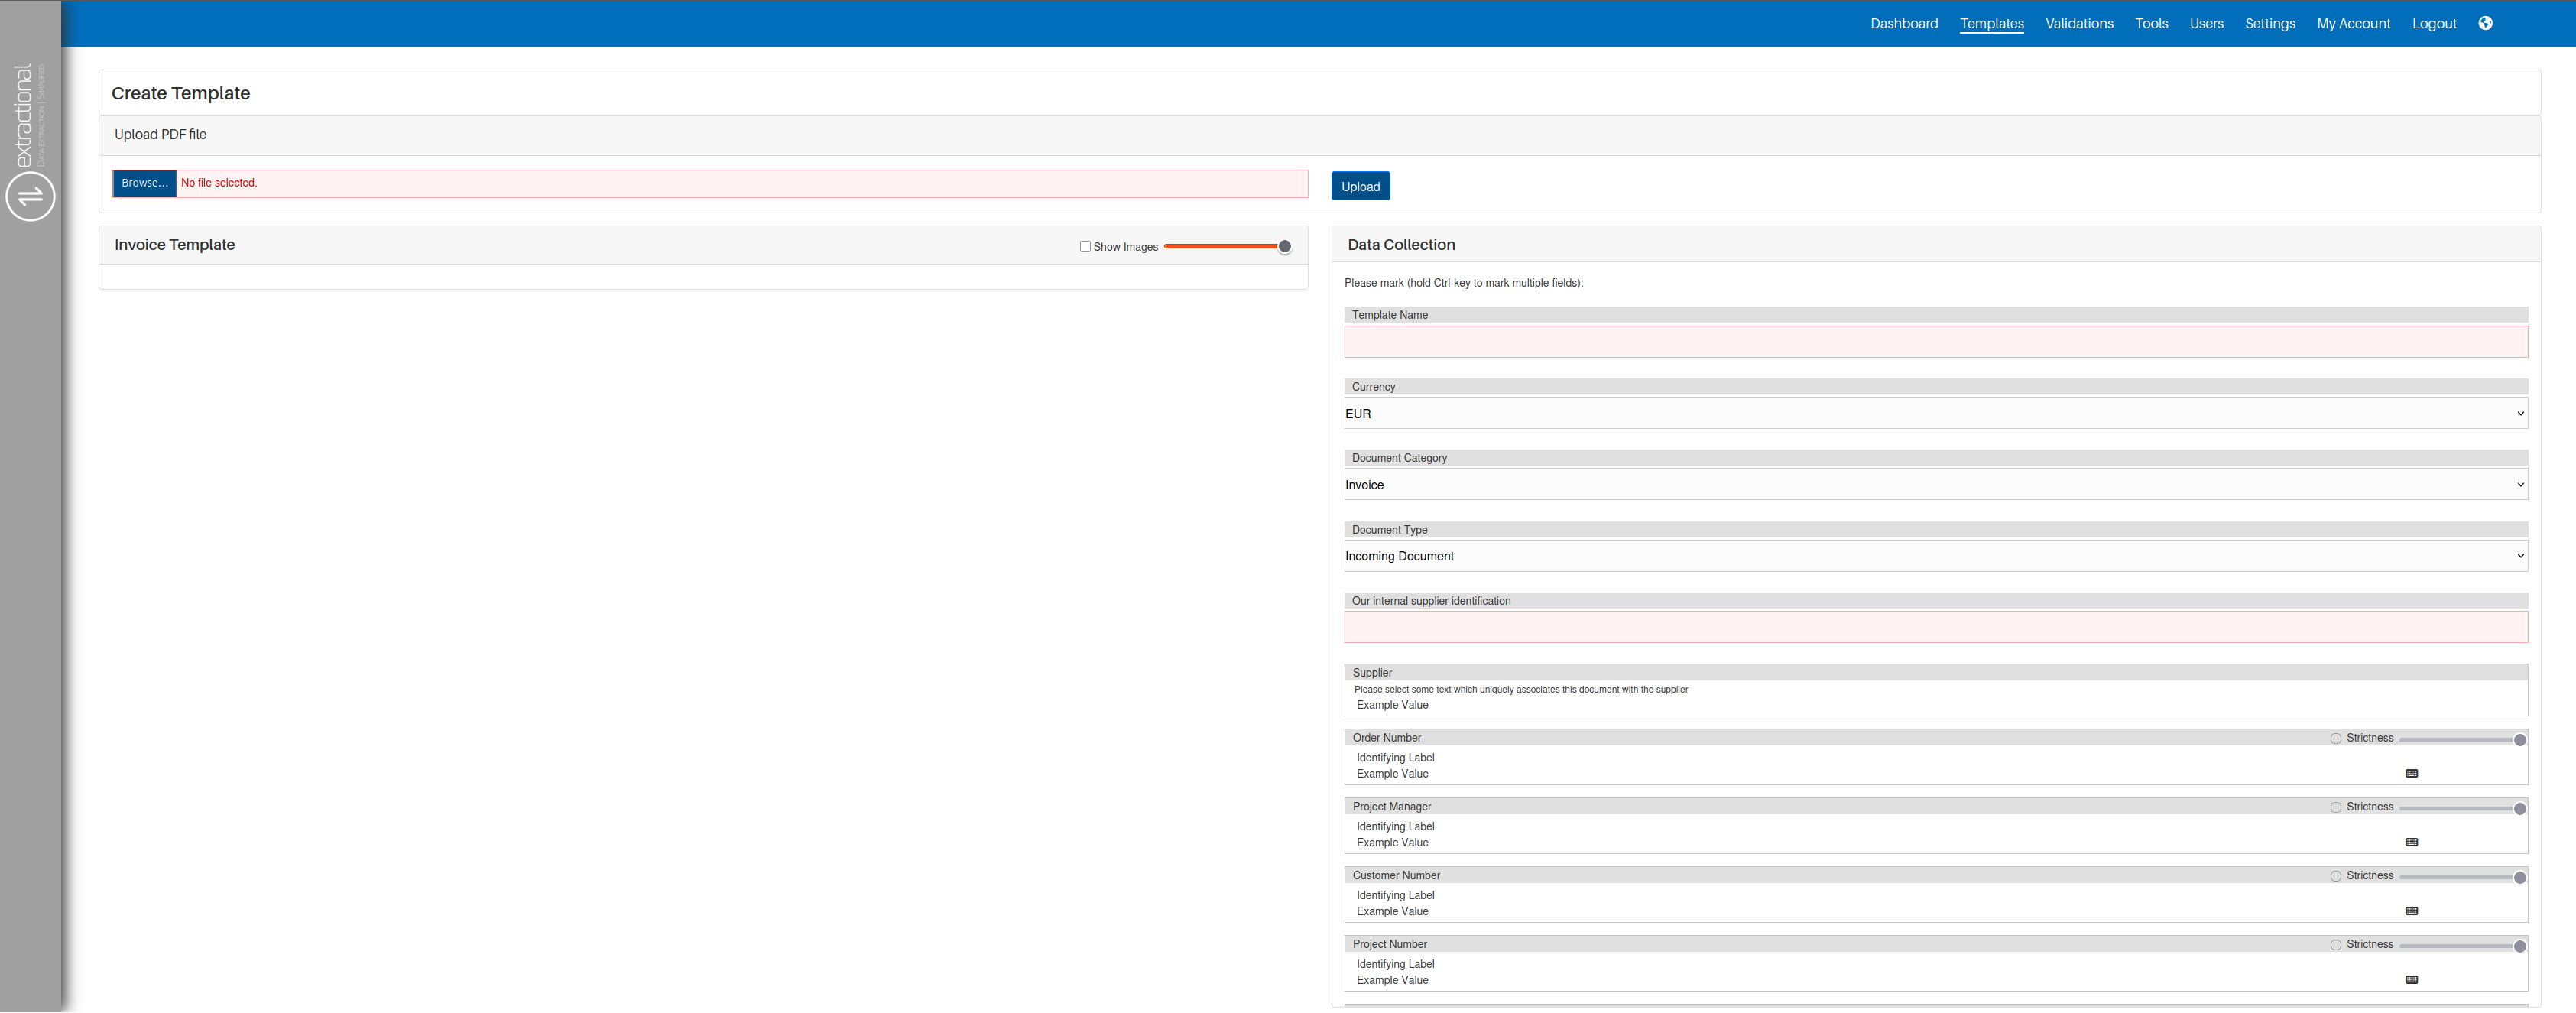 Dashboard Templates Validations Tools Users Settings My Account Logout
extractional
DATA EXTRACTION | SIMPLIFIED
Create Template
Upload PDF file
Browse... No file selected.
Upload
Invoice Template
Show Images
Data Collection
Please mark (hold Ctrl-key to mark multiple fields):
Template Name
Currency
EUR
Document Category
Invoice
Document Type
Incoming Document
Our internal supplier identification
Supplier
Please select some text which uniquely associates this document with the supplier
Example Value
Order Number Strictness
Identifying Label
Example Value
Project Manager Strictness
Identifying Label
Example Value
Customer Number Strictness
Identifying Label
Example Value
Project Number Strictness
Identifying Label
Example Value